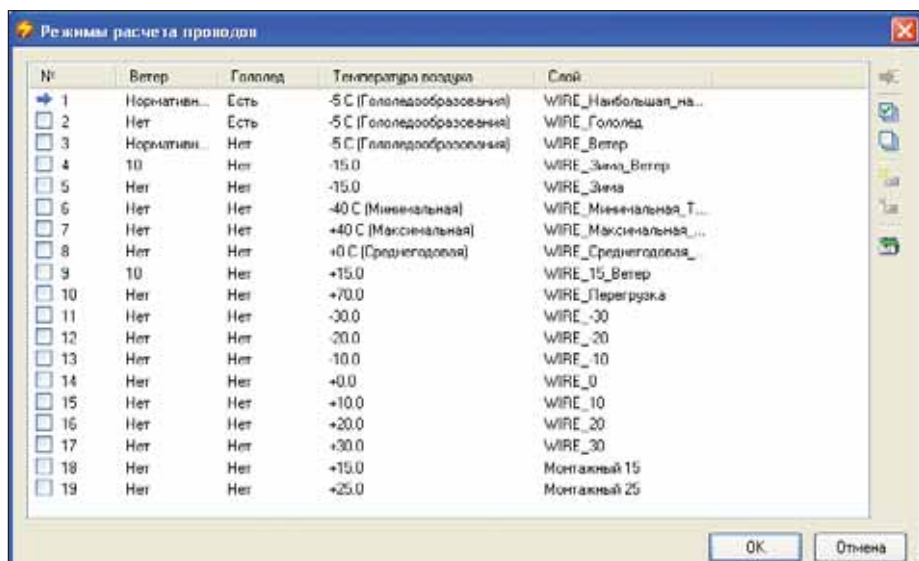 Режимы расчета проводов
№ Ветер Гололед Температура воздуха Слой
1 Нормативн... Есть -5 C (Гололедообразования) WIRE_Наибольшая_на...
2 Нет Есть -5 C (Гололедообразования) WIRE_Гололед
3 Нормативн... Нет -5 C (Гололедообразования) WIRE_Ветер
4 10 Нет -15.0 WIRE_Зима_Ветер
5 Нет Нет -15.0 WIRE_Зима
6 Нет Нет -40 C (Минимальная) WIRE_Минимальная_Т...
7 Нет Нет +40 C (Максимальная) WIRE_Максимальная_...
8 Нет Нет +0 C (Среднегодовая) WIRE_Среднегодовая_...
9 10 Нет +15.0 WIRE_15_Ветер
10 Нет Нет +70.0 WIRE_Перегрузка
11 Нет Нет -30.0 WIRE_-30
12 Нет Нет -20.0 WIRE_-20
13 Нет Нет -10.0 WIRE_-10
14 Нет Нет +0.0 WIRE_0
15 Нет Нет +10.0 WIRE_10
16 Нет Нет +20.0 WIRE_20
17 Нет Нет +30.0 WIRE_30
18 Нет Нет +15.0 Монтажный 15
19 Нет Нет +25.0 Монтажный 25
OK Отмена